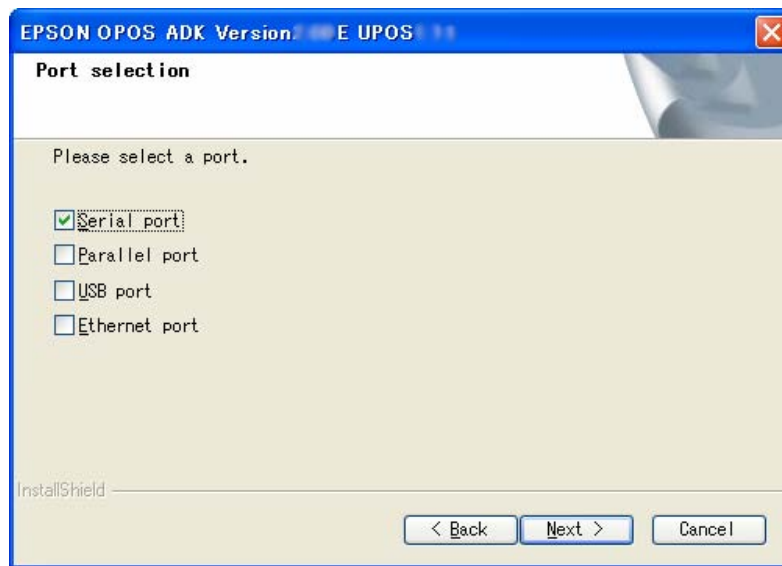 EPSON OPOS ADK Version E UPOS
Port selection
Please select a port.
Serial port
Parallel port
USB port
Ethernet port
InstallShield
< Back
Next >
Cancel